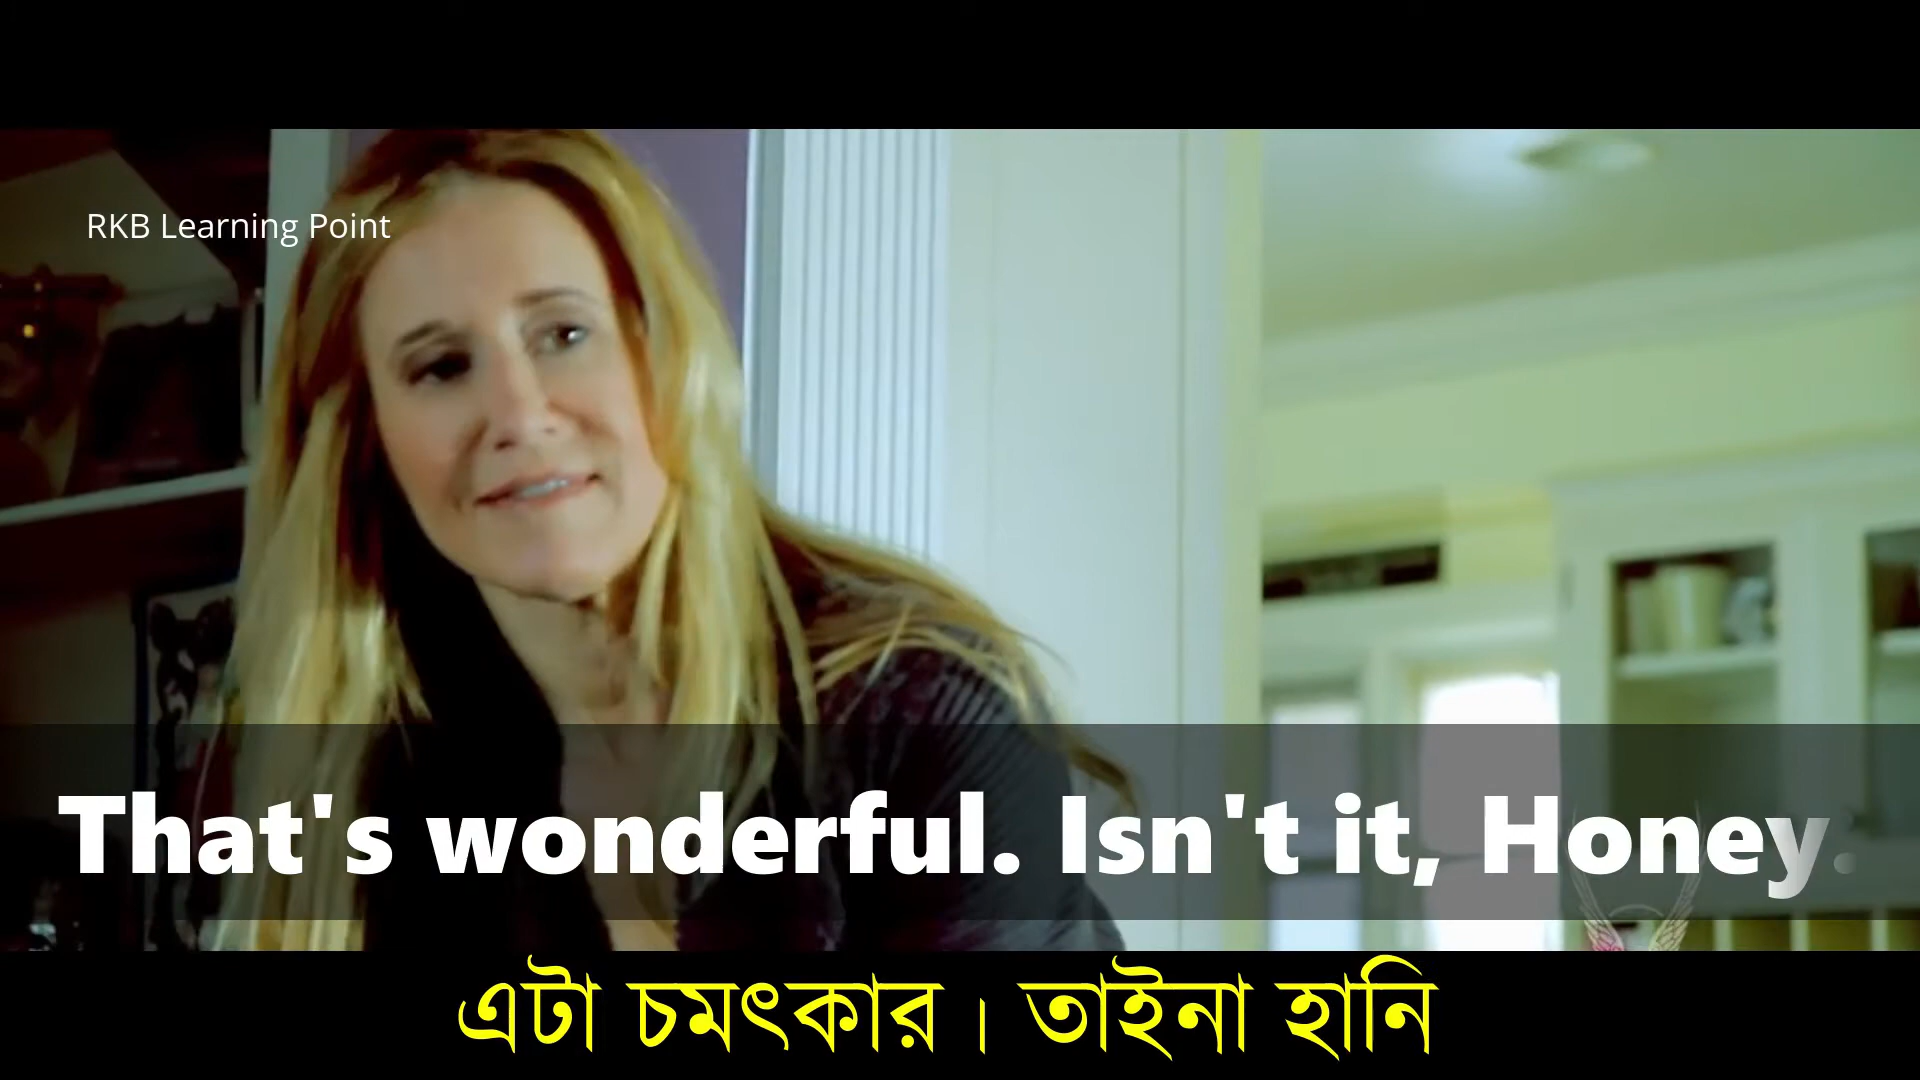 RKB Learning Point
That's wonderful. Isn't it, Honey.
এটা চমৎকার। তাইনা হানি